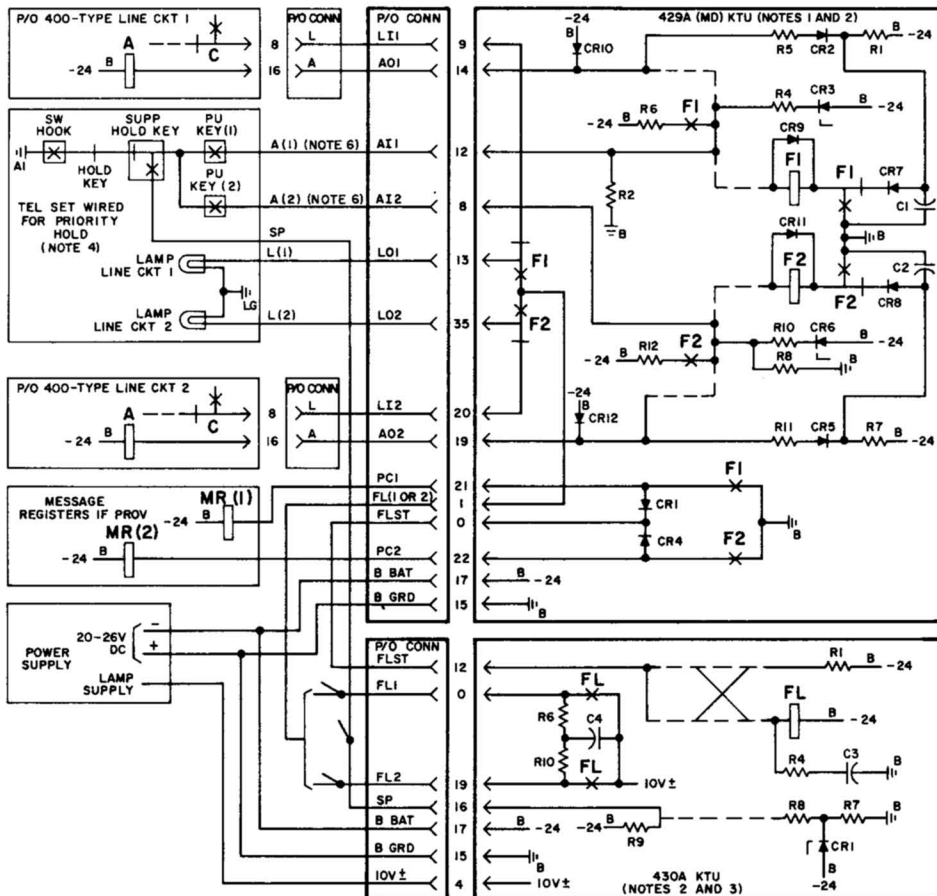 P/O 400-TYPE LINE CKT 1
A
B
-24
C
8
16
P/O CONN
L
A
P/O CONN
LI1
AO1
9
14
429A (MD) KTU (NOTES 1 AND 2)
-24
B
CR10
R5
CR2
B
R1
-24
SW
HOOK
SUPP
HOLD KEY
PU
KEY(1)
AI
HOLD
KEY
PU
KEY (2)
TEL SET WIRED
FOR PRIORITY
HOLD
(NOTE 4)
SP
LAMP
LINE CKT 1
LG
LAMP
LINE CKT 2
A(1) (NOTE 6)
A(2) (NOTE 6)
L(1)
L(2)
AI1
AI2
LO1
LO2
12
8
13
35
F1
F2
R6
B
-24
F1
R4
CR3
B
-24
CR9
F1
F1
CR7
C1
R2
B
CR11
B
F2
C2
F2
CR8
R10
CR6
B
-24
R12
B
-24
F2
R8
B
P/O 400-TYPE LINE CKT 2
A
B
-24
C
8
16
P/O CONN
L
A
LI2
AO2
20
19
-24
B
CR12
R11
CR5
B
R7
-24
MESSAGE
REGISTERS IF PROV
MR(1)
B
-24
MR(2)
B
-24
PC1
FL(1 OR 2)
FLST
PC2
B BAT
B GRD
21
1
0
22
17
15
F1
CR1
CR4
F2
B
B
-24
B
POWER
SUPPLY
20-26V
DC
-
+
LAMP
SUPPLY
P/O CONN
FLST
FL1
FL2
SP
B BAT
B GRD
10V±
12
0
19
16
17
15
4
R1
B
-24
FL
R6
C4
R10
FL
10V±
FL
B
-24
R4
C3
B
B
-24
B
-24
R9
R8
R7
B
CR1
B
-24
B
B
10V±
430A KTU
(NOTES 2 AND 3)